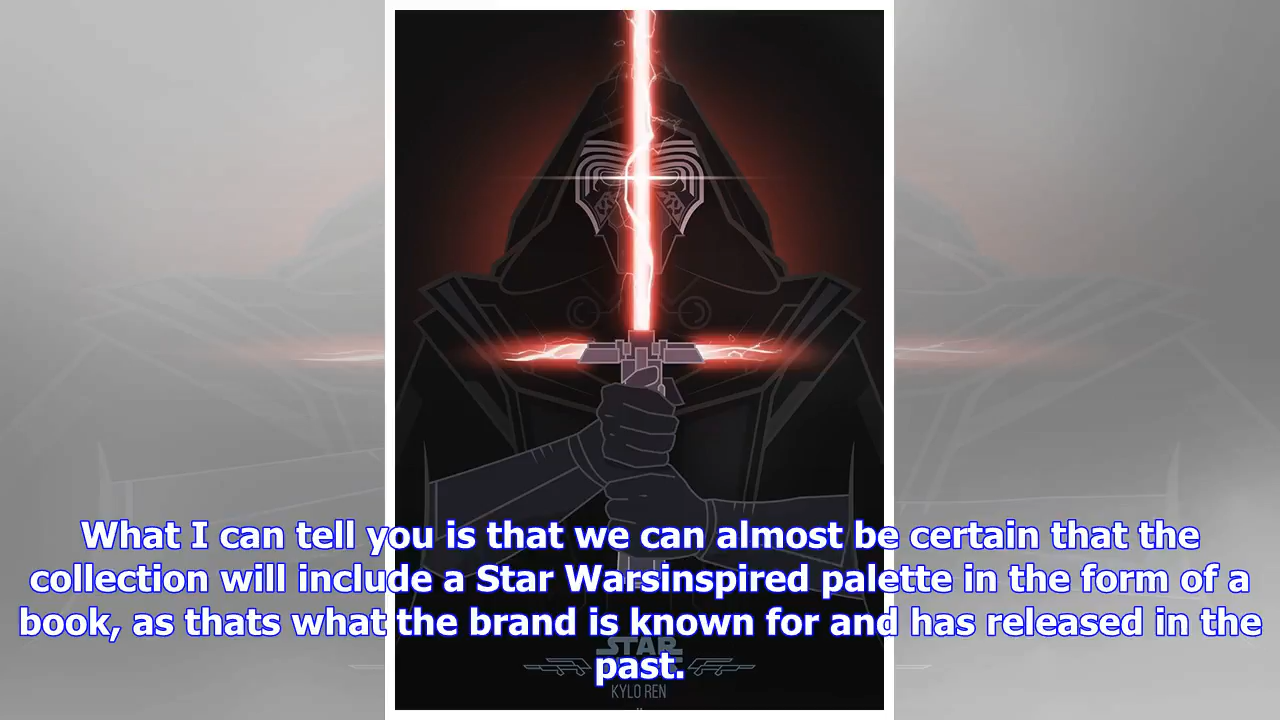 What I can tell you is that we can almost be certain that the
collection will include a Star Warsinspired palette in the form of a
book, as thats what the brand is known for and has released in the
past.
STAR
KYLO REN